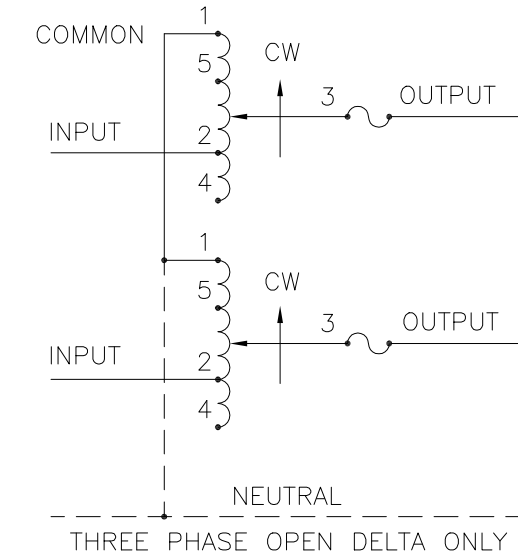 1
COMMON
CW
5
3
OUTPUT
INPUT
2
4
1
CW
5
3
OUTPUT
INPUT
2
4
NEUTRAL
THREE PHASE OPEN DELTA ONLY